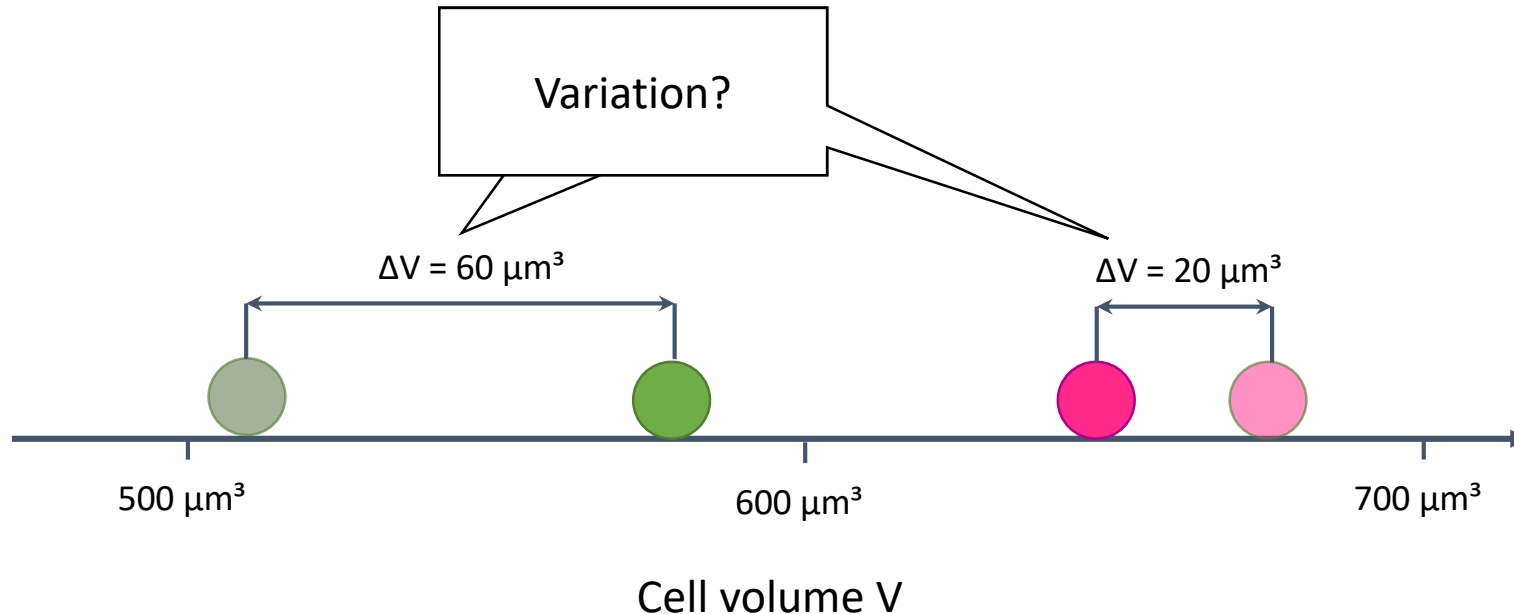 Variation?
ΔV = 60 µm³
ΔV = 20 µm³
500 µm³
600 µm³
700 µm³
Cell volume V